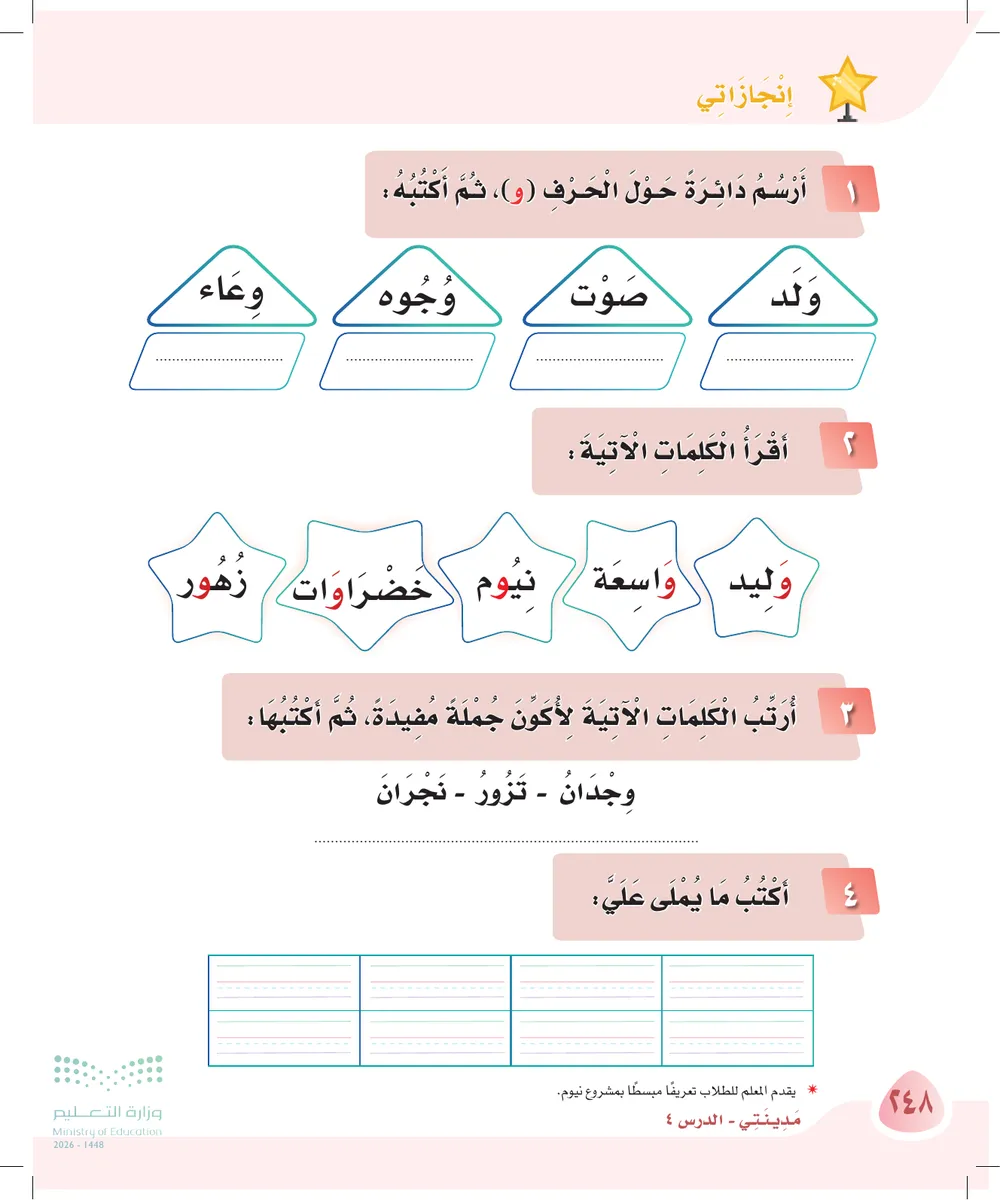 إِنْجَازَاتِي
١ أَرْسُمُ دَائِرَةً حَوْلَ الْحَرْفِ (و)، ثُمَّ أَكْتُبُهُ:
وَلَد صَوْت وُجُوه وِعَاء
٢ أَقْرَأُ الْكَلِمَاتِ الْآتِيَةَ:
وَلِيد وَاسِعَة نِيُوم خَضْرَاوَات زُهُور
٣ أُرَتِّبُ الْكَلِمَاتِ الْآتِيَةَ لِأُكَوِّنَ جُمْلَةً مُفِيدَةً، ثُمَّ أَكْتُبُهَا:
وِجْدَانُ - تَزُورُ - نَجْرَانَ
٤ أَكْتُبُ مَا يُمْلَى عَلَيَّ:
يقدم المعلم للطلاب تعريفًا مبسطًا بمشروع نيوم.
مَدِينَتِي - الدرس ٤
٢٤٨
وزارة التعليم
Ministry of Education
2026 - 1448